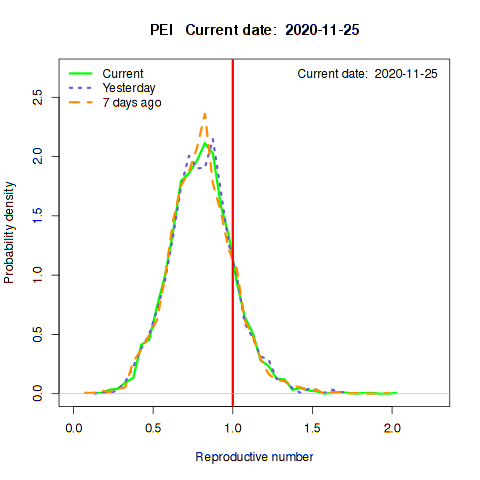 PEI   Current date:  2020-11-25
Current
Yesterday
7 days ago
Current date:  2020-11-25
Probability density
2.5
2.0
1.5
1.0
0.5
0.0
0.0 0.5 1.0 1.5 2.0
Reproductive number